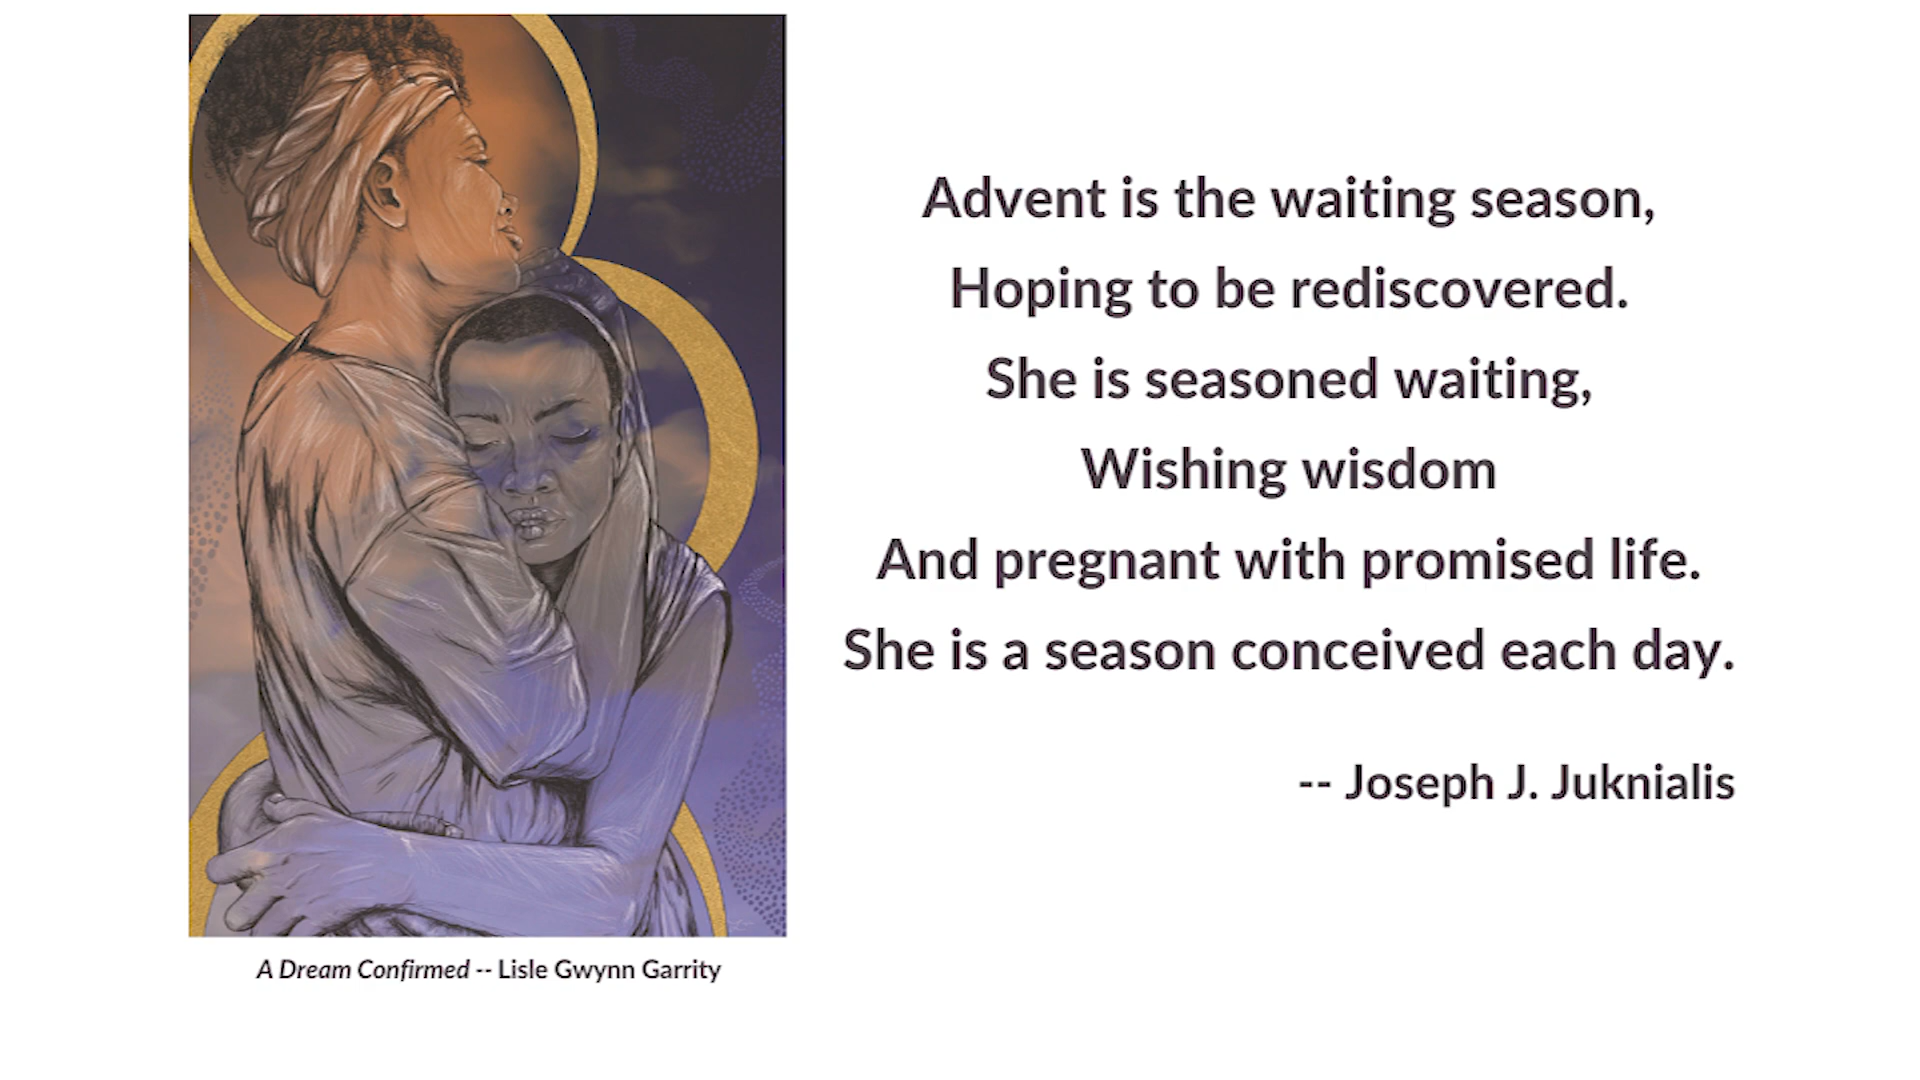 Advent is the waiting season,
Hoping to be rediscovered.
She is seasoned waiting,
Wishing wisdom
And pregnant with promised life.
She is a season conceived each day.
-- Joseph J. Juknialis
A Dream Confirmed -- Lisle Gwynn Garrity